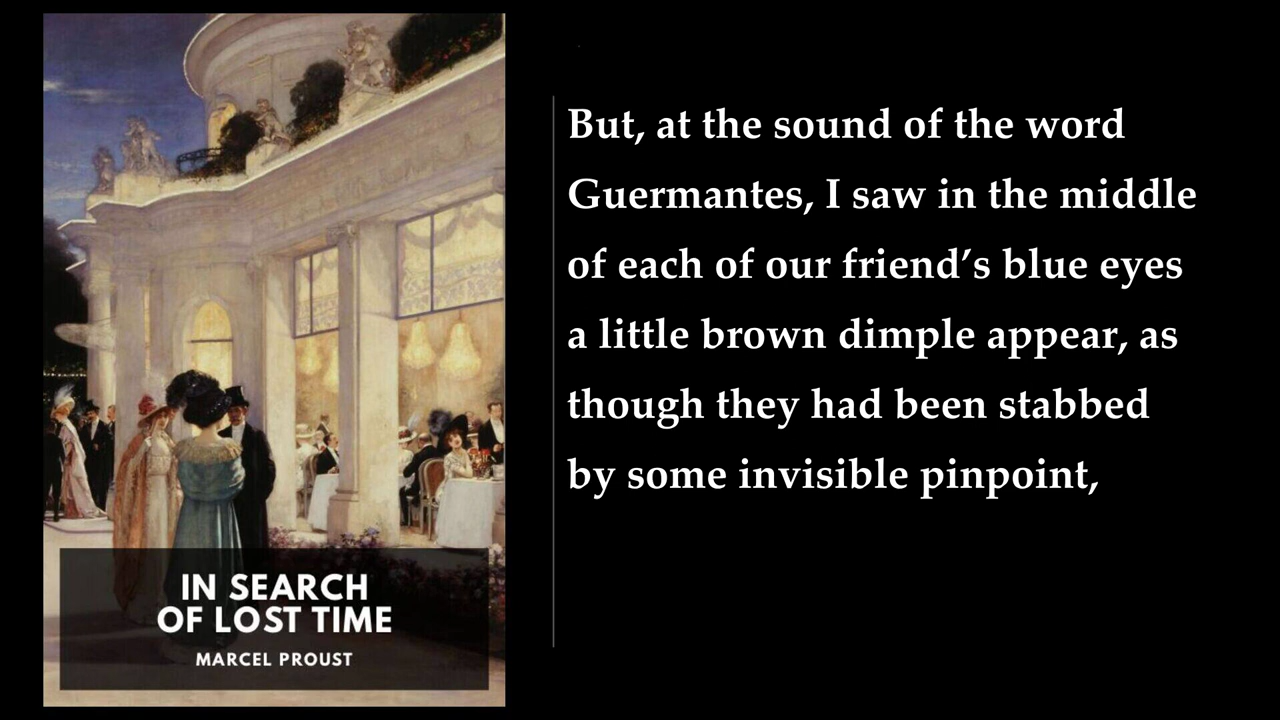 IN SEARCH
OF LOST TIME
MARCEL PROUST
But, at the sound of the word
Guermantes, I saw in the middle
of each of our friend’s blue eyes
a little brown dimple appear, as
though they had been stabbed
by some invisible pinpoint,